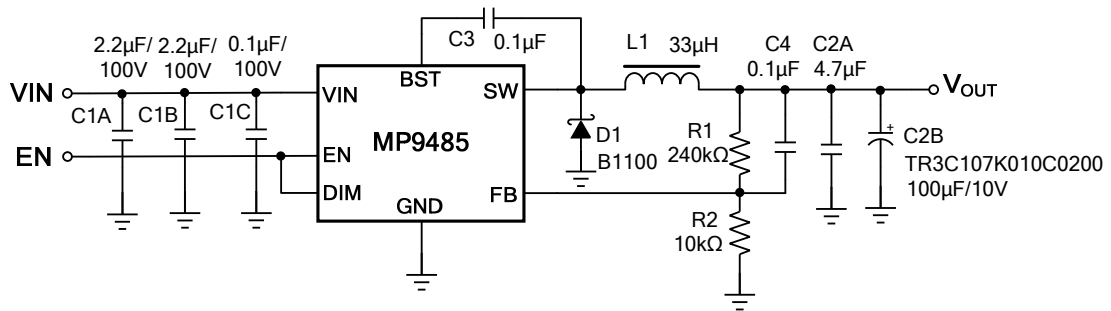 C3
0.1µF
2.2µF/
100V
2.2µF/
100V
0.1µF/
100V
L1
33µH
C4
0.1µF
C2A
4.7µF
VIN
C1A
C1B
C1C
VIN
BST
SW
VOUT
MP9485
D1
B1100
R1
240kΩ
C2B
+
TR3C107K010C0200
100µF/10V
EN
EN
DIM
GND
FB
R2
10kΩ